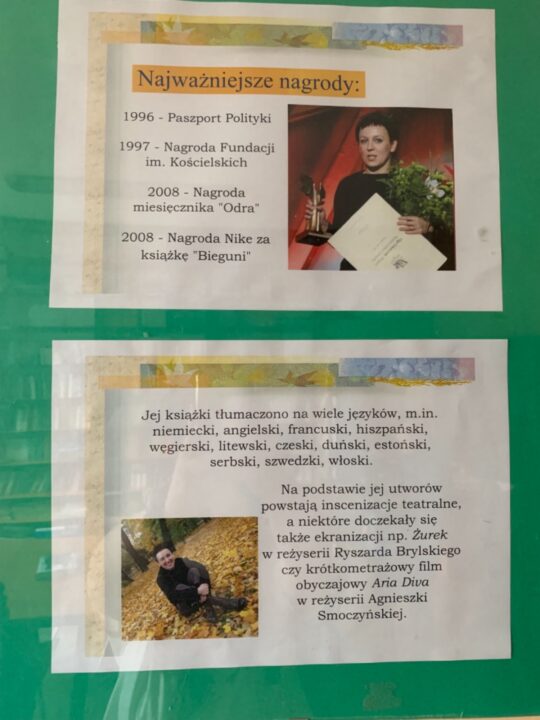 Najważniejsze nagrody:
1996 - Paszport Polityki
1997 - Nagroda Fundacji
im. Kościelskich
2008 - Nagroda
miesięcznika "Odra"
2008 - Nagroda Nike za
książkę "Bieguni"
Jej książki tłumaczono na wiele języków, m.in.
niemiecki, angielski, francuski, hiszpański,
węgierski, litewski, czeski, duński, estoński,
serbski, szwedzki, włoski.
Na podstawie jej utworów
powstają inscenizacje teatralne,
a niektóre doczekały się
także ekranizacji np. Żurek
w reżyserii Ryszarda Brylskiego
czy krótkometrażowy film
obyczajowy Aria Diva
w reżyserii Agnieszki
Smoczyńskiej.